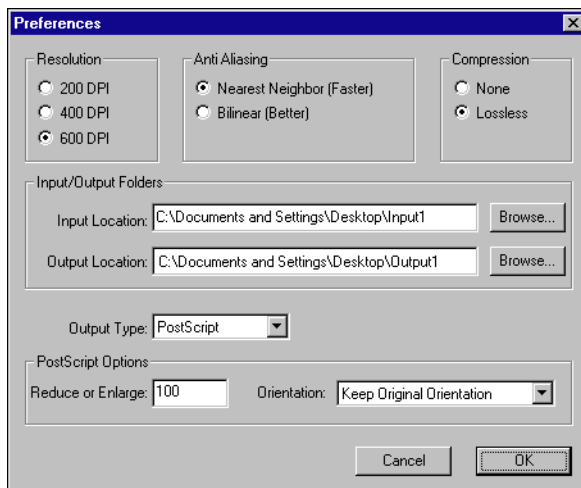 Preferences
Resolution
200 DPI
400 DPI
600 DPI
Anti Aliasing
Nearest Neighbor (Faster)
Bilinear (Better)
Compression
None
Lossless
Input/Output Folders
Input Location: C:\Documents and Settings\Desktop\Input1 Browse...
Output Location: C:\Documents and Settings\Desktop\Output1 Browse...
Output Type: PostScript
PostScript Options
Reduce or Enlarge: 100 Orientation: Keep Original Orientation
Cancel OK